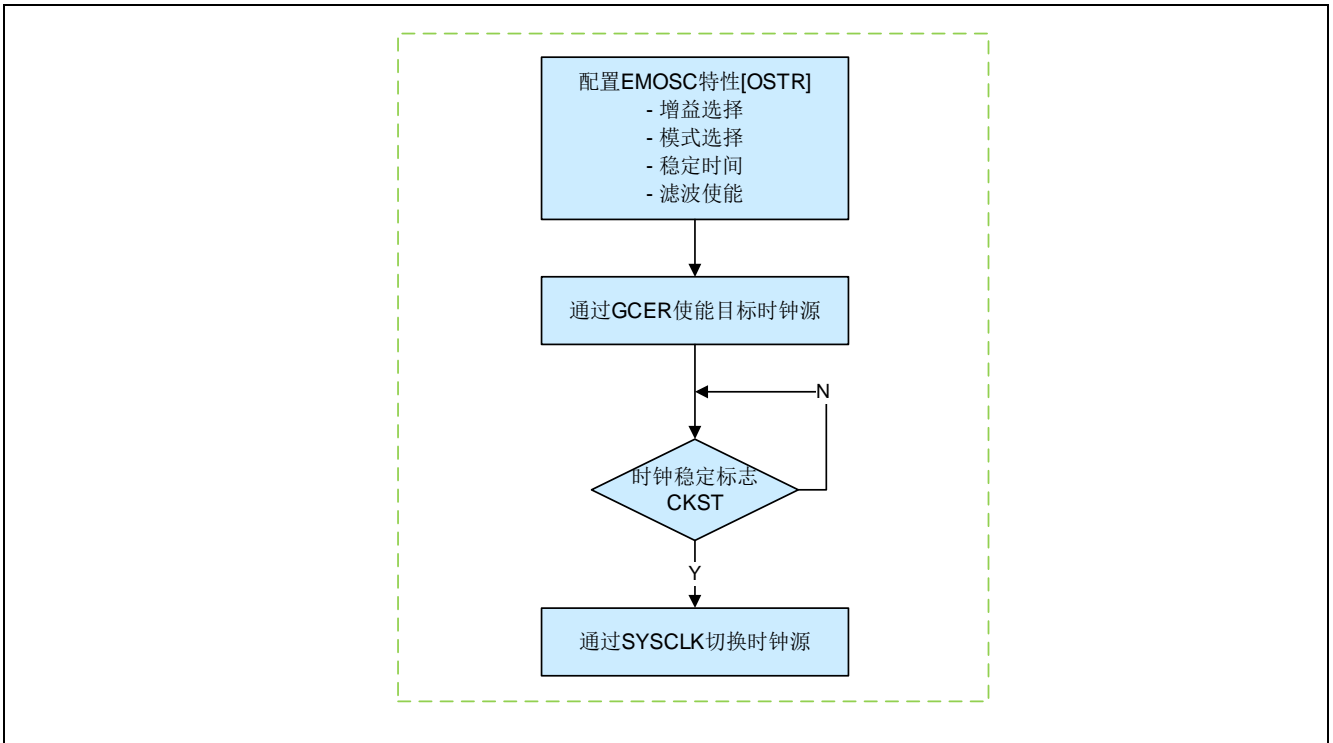 配置EMOSC特性[OSTR]
- 增益选择
- 模式选择
- 稳定时间
- 滤波使能
通过GCER使能目标时钟源
N
时钟稳定标志
CKST
Y
通过SYSCLK切换时钟源